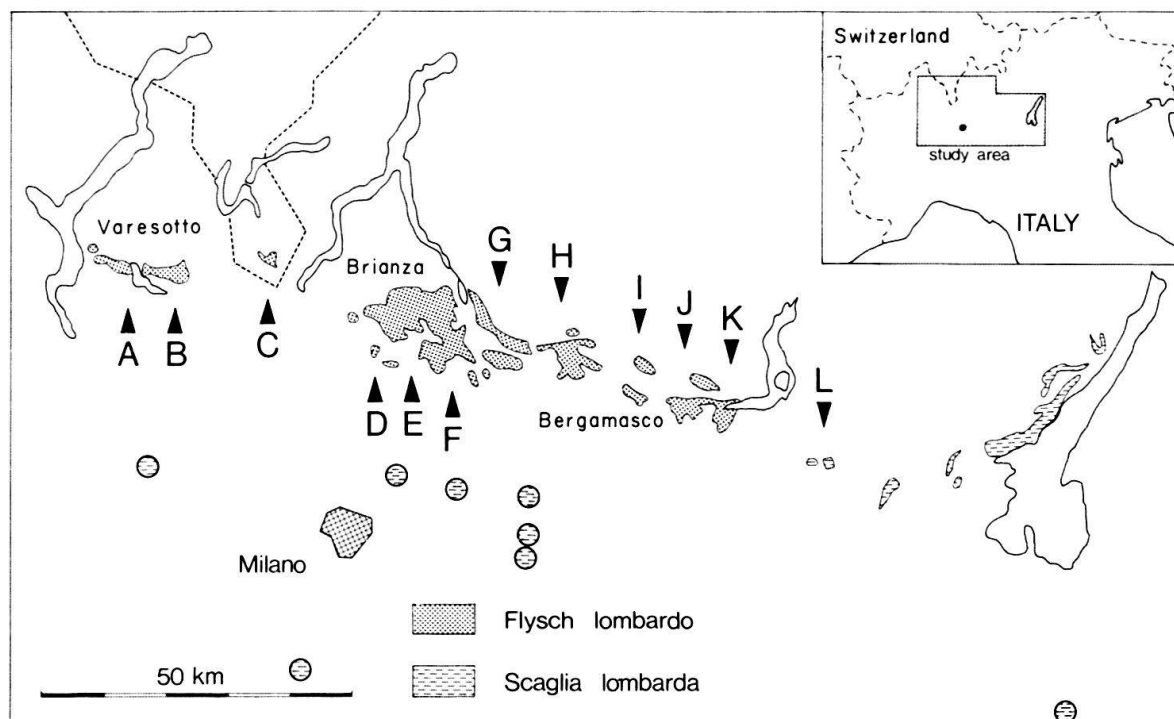 Switzerland
study area
ITALY
Varesotto
Brianza
G
H
I
J
K
L
A
B
C
D
E
F
Bergamasco
Milano
Flysch lombardo
Scaglia lombarda
50 km